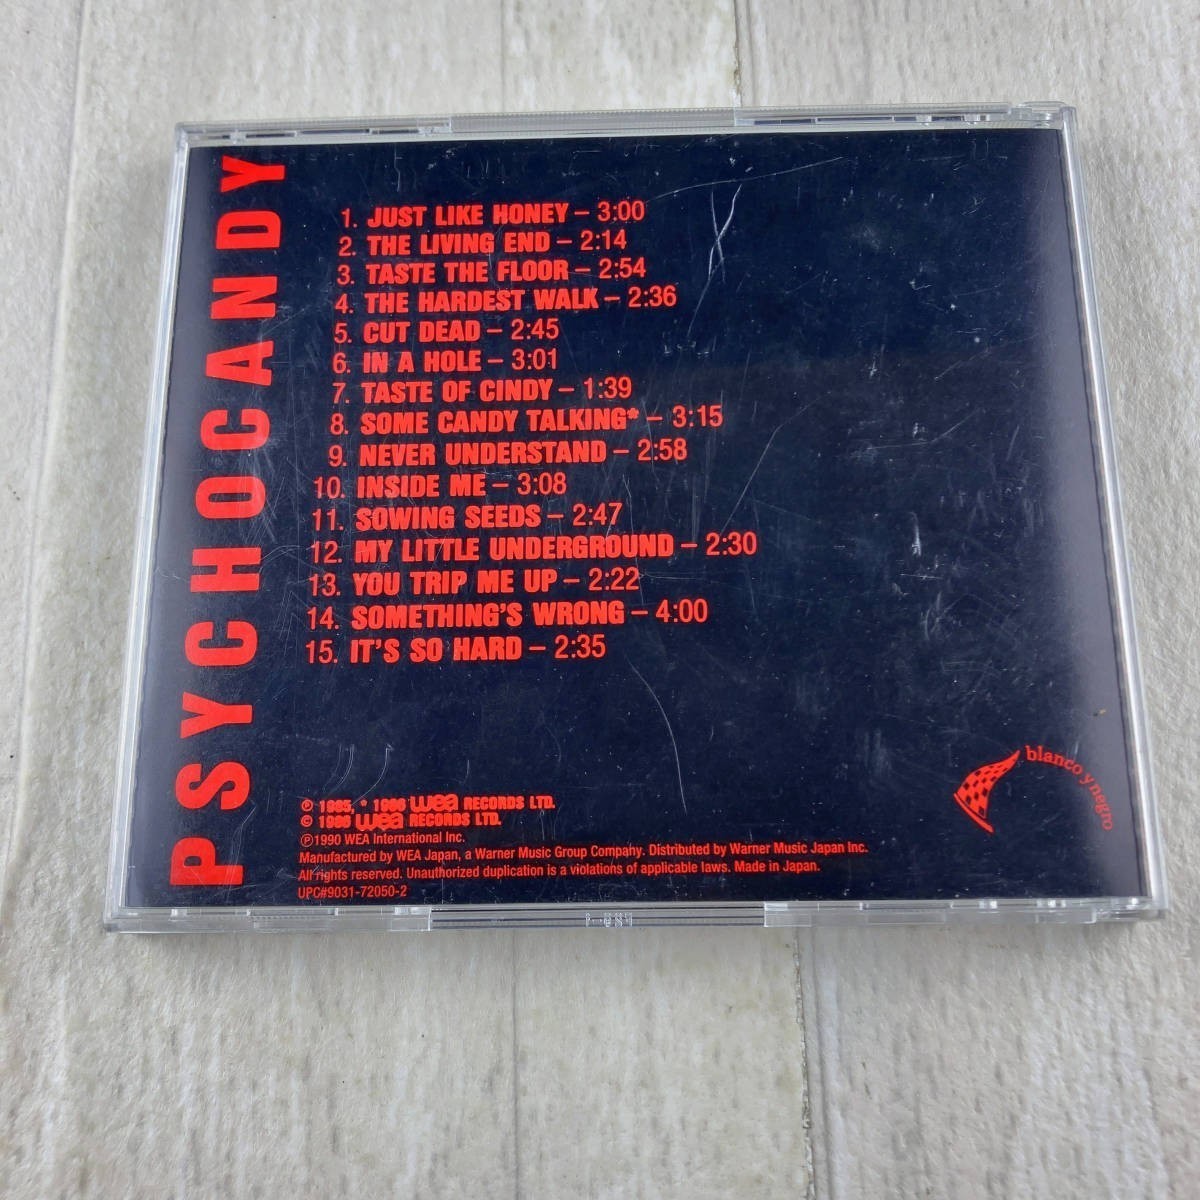 PSYCHOCANDY
1. JUST LIKE HONEY – 3:00
2. THE LIVING END – 2:14
3. TASTE THE FLOOR – 2:54
4. THE HARDEST WALK – 2:36
5. CUT DEAD – 2:45
6. IN A HOLE – 3:01
7. TASTE OF CINDY – 1:39
8. SOME CANDY TALKING* – 3:15
9. NEVER UNDERSTAND – 2:58
10. INSIDE ME – 3:08
11. SOWING SEEDS – 2:47
12. MY LITTLE UNDERGROUND – 2:30
13. YOU TRIP ME UP – 2:22
14. SOMETHING'S WRONG – 4:00
15. IT'S SO HARD – 2:35
blanco y negro
℗ 1985, * 1986 wea RECORDS LTD.
© 1986 wea RECORDS LTD.
℗1990 WEA International Inc.
Manufactured by WEA Japan, a Warner Music Group Company. Distributed by Warner Music Japan Inc.
All rights reserved. Unauthorized duplication is a violations of applicable laws. Made in Japan.
UPC#9031-72050-2